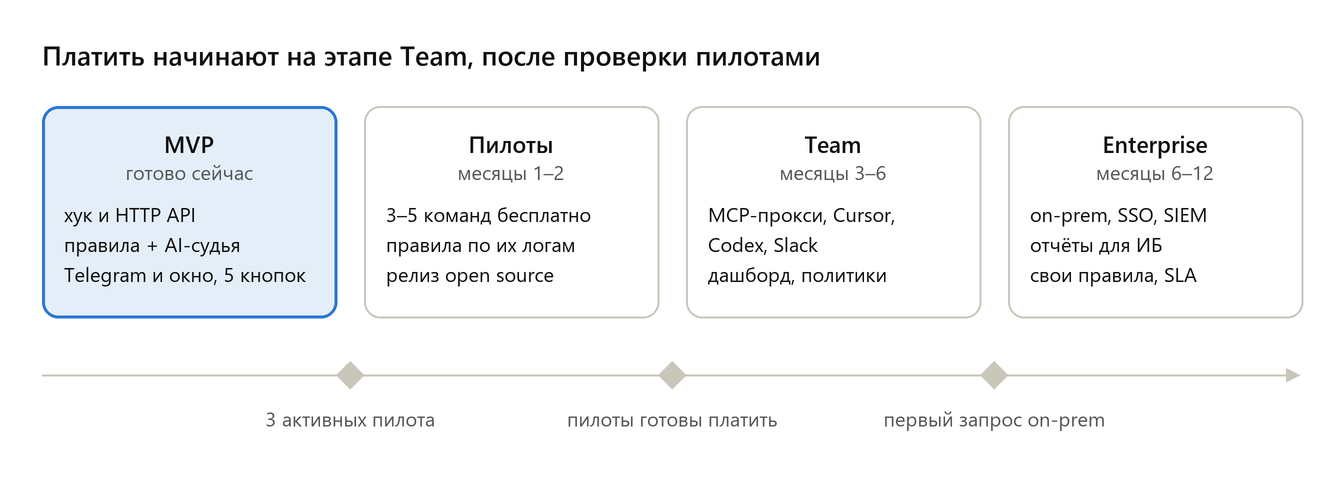 Платить начинают на этапе Team, после проверки пилотами
MVP
готово сейчас
хук и HTTP API
правила + AI-судья
Telegram и окно, 5 кнопок
Пилоты
месяцы 1–2
3–5 команд бесплатно
правила по их логам
релиз open source
Team
месяцы 3–6
MCP-прокси, Cursor,
Codex, Slack
дашборд, политики
Enterprise
месяцы 6–12
on-prem, SSO, SIEM
отчёты для ИБ
свои правила, SLA
3 активных пилота
пилоты готовы платить
первый запрос on-prem